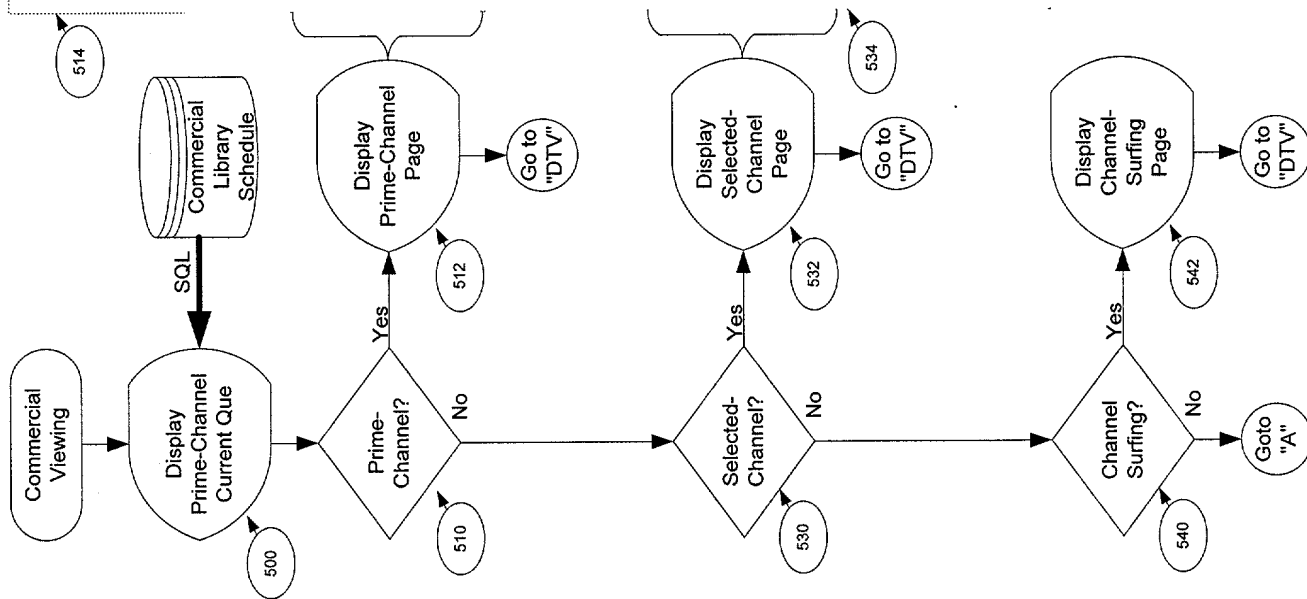 514
Commercial
Viewing
Commercial
Library
Schedule
SQL
Display
Prime-Channel
Current Que
500
Prime-
Channel?
510
Yes
No
Display
Prime-Channel
Page
512
Go to
"DTV"
Selected-
Channel?
530
Yes
No
Display
Selected-
Channel
Page
532
534
Go to
"DTV"
Channel
Surfing?
540
Yes
No
Display
Channel-
Surfing
Page
542
Go to
"DTV"
Goto
"A"